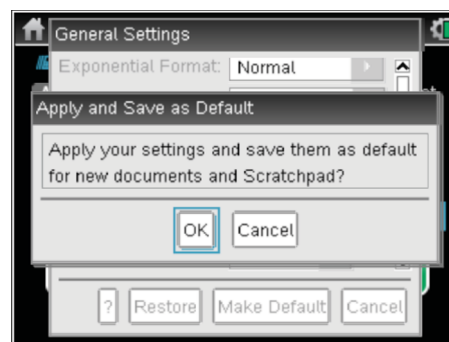 General Settings
Exponential Format: Normal
Apply and Save as Default
Apply your settings and save them as default
for new documents and Scratchpad?
OK Cancel
? Restore Make Default Cancel